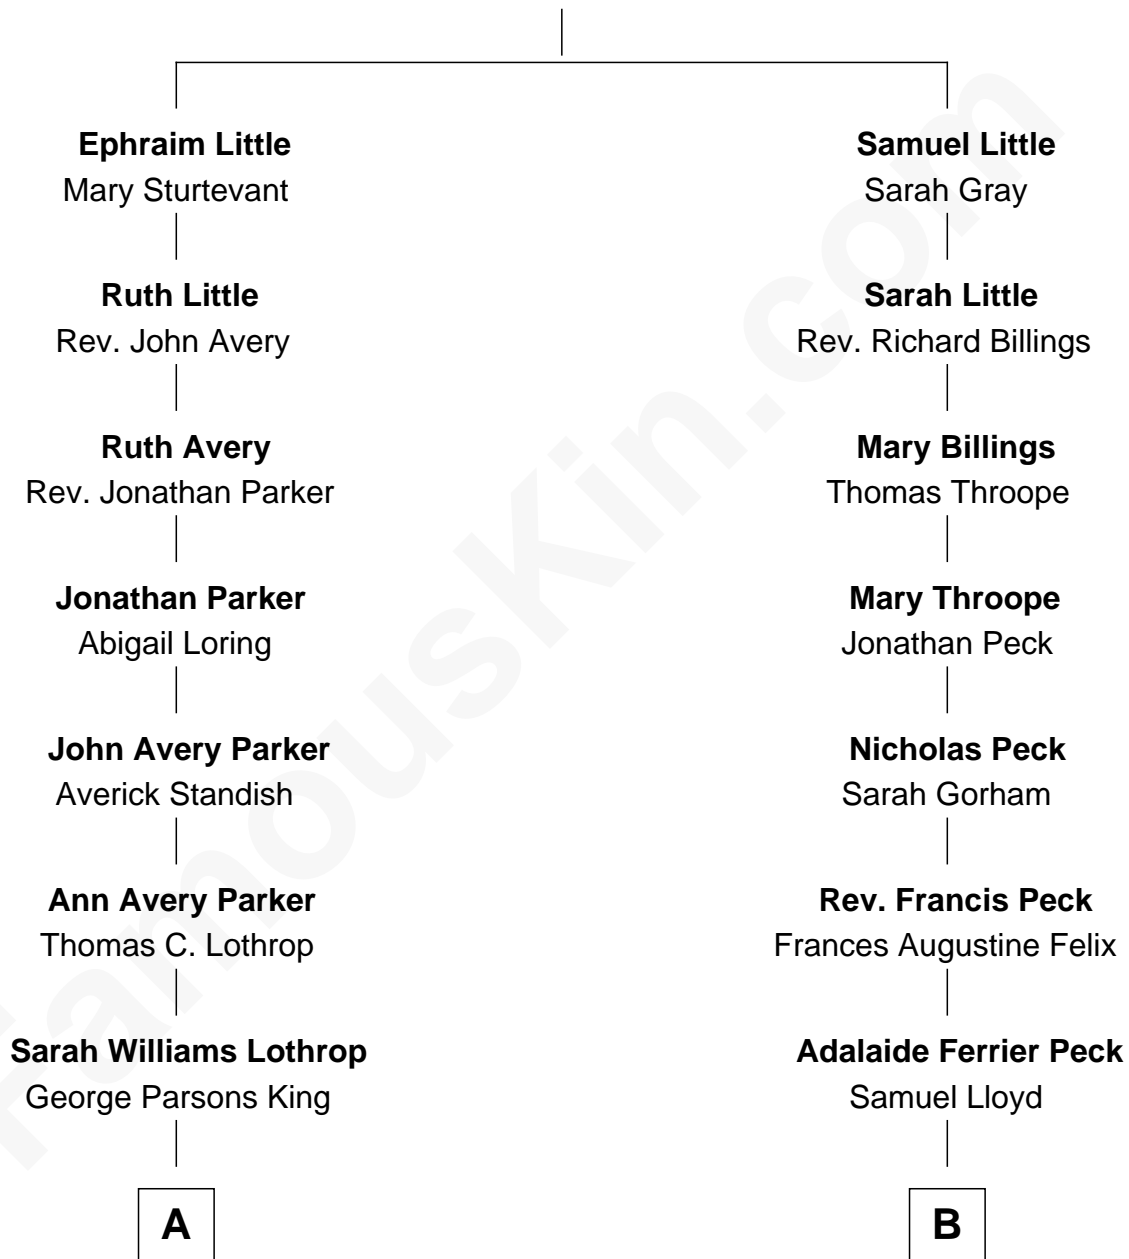 Ephraim Little
Mary Sturtevant
Ruth Little
Rev. John Avery
Ruth Avery
Rev. Jonathan Parker
Jonathan Parker
Abigail Loring
John Avery Parker
Averick Standish
Ann Avery Parker
Thomas C. Lothrop
Sarah Williams Lothrop
George Parsons King
A
Samuel Little
Sarah Gray
Sarah Little
Rev. Richard Billings
Mary Billings
Thomas Throope
Mary Throope
Jonathan Peck
Nicholas Peck
Sarah Gorham
Rev. Francis Peck
Frances Augustine Felix
Adalaide Ferrier Peck
Samuel Lloyd
B
FamousKin.com